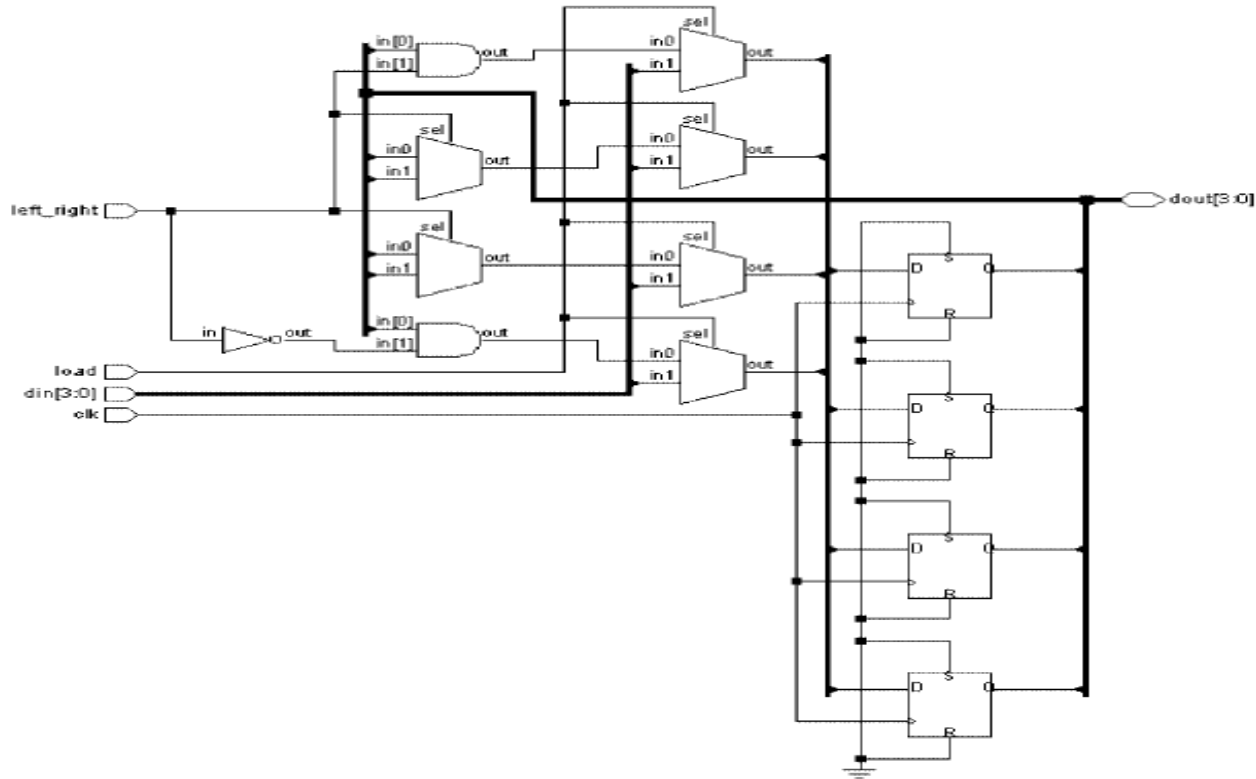 sel
in[0]
out
in0
out
in[1]
in1
sel
sel
in0
out
in0
out
in1
in1
left_right
dout[3:0]
sel
sel
in0
out
in0
out
in1
in1
S
D
Q
R
in[0]
sel
in
out
out
in[1]
in0
load
out
in1
din[3:0]
clk
S
D
Q
R
S
D
Q
R
S
D
Q
R